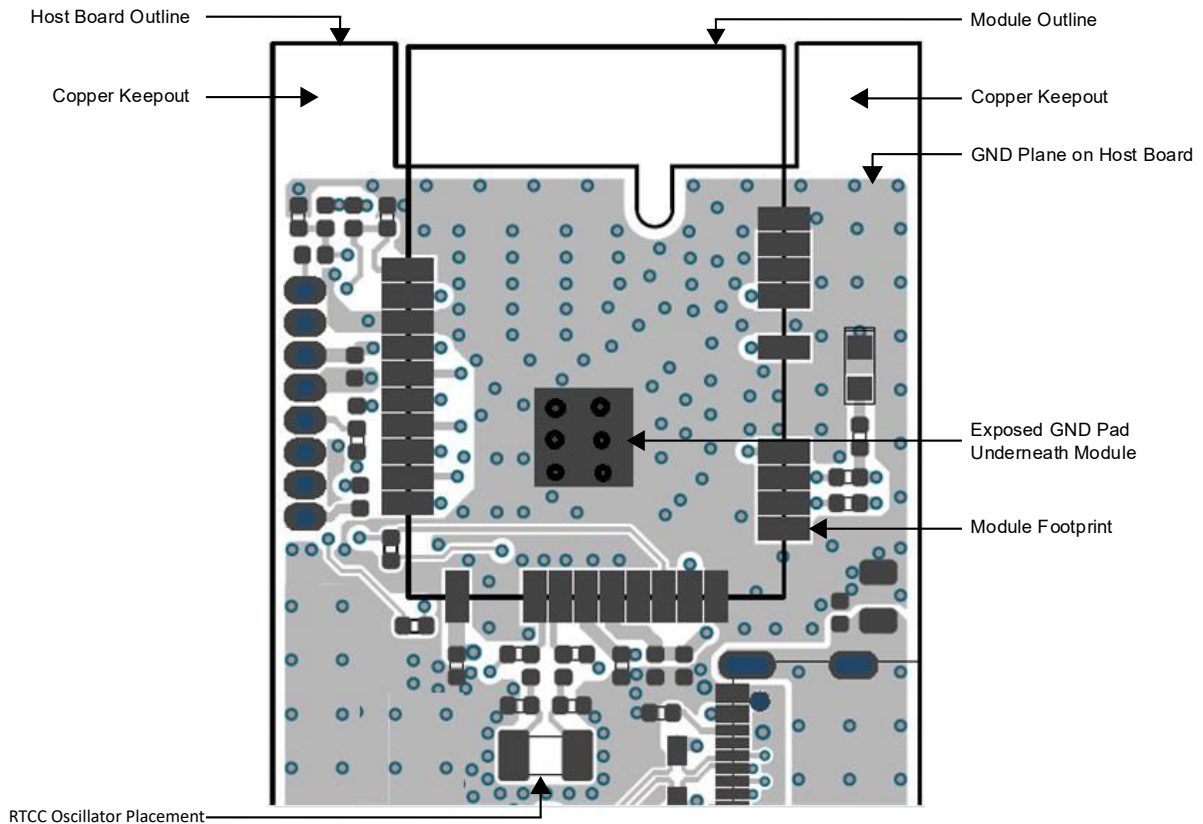 Host Board Outline
Module Outline
Copper Keepout
Copper Keepout
GND Plane on Host Board
Exposed GND Pad
Underneath Module
Module Footprint
RTCC Oscillator Placement